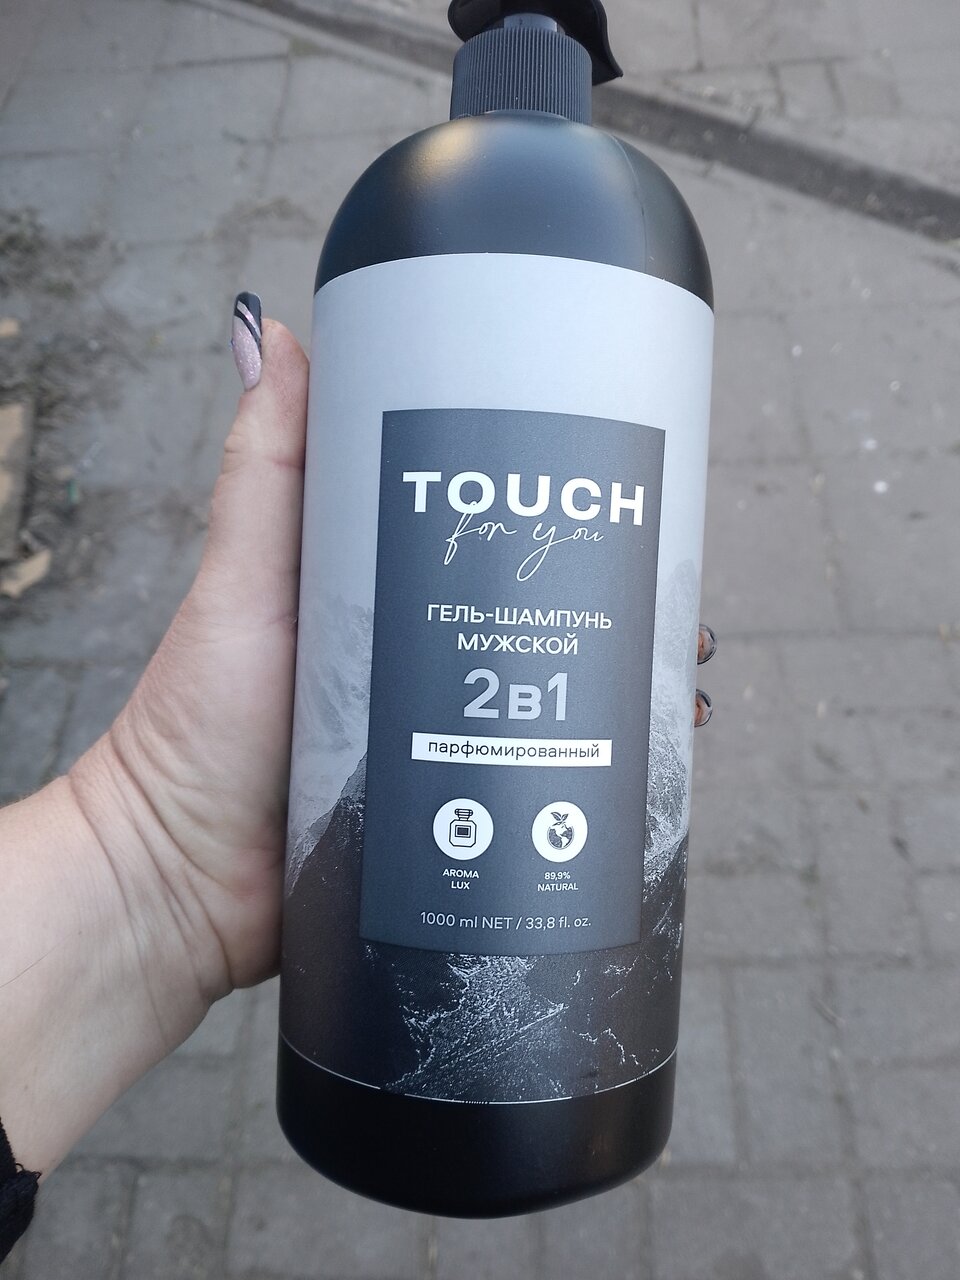 TOUCH
for you
ГЕЛЬ-ШАМПУНЬ
МУЖСКОЙ
2в1
парфюмированный
AROMA
LUX
89,9%
NATURAL
1000 ml NET / 33,8 fl. oz.